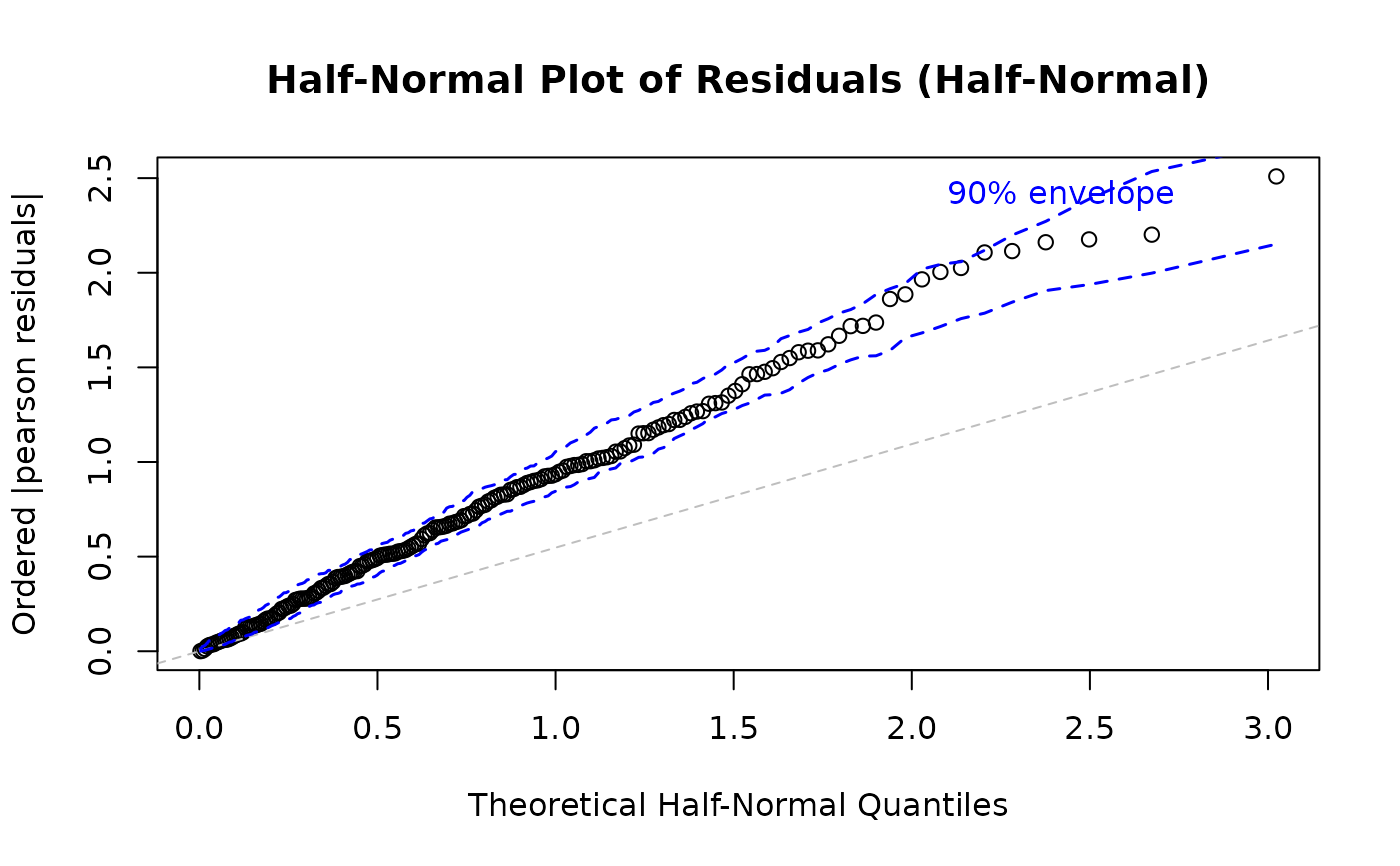 Half-Normal Plot of Residuals (Half-Normal)
90% envelope
Ordered |pearson residuals|
2.5
2.0
1.5
1.0
0.5
0.0
0.0 0.5 1.0 1.5 2.0 2.5 3.0
Theoretical Half-Normal Quantiles